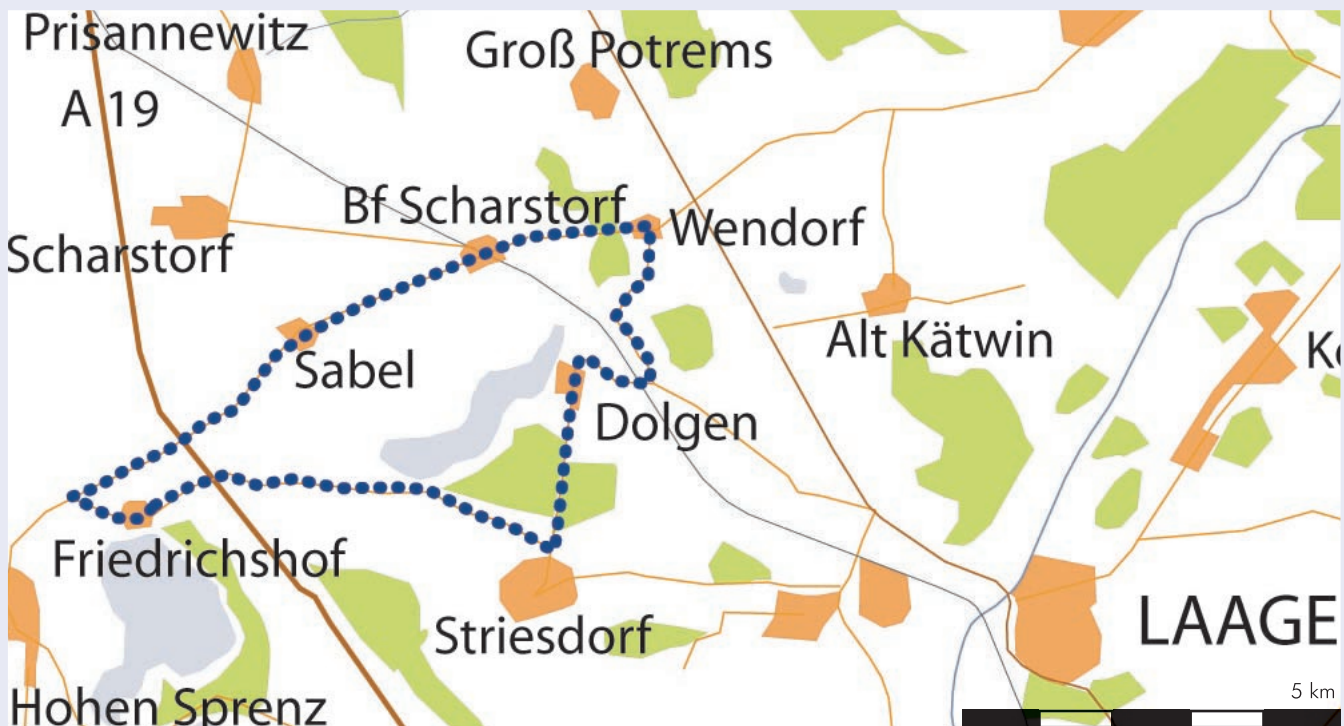 Prisannewitz
Groß Potrems
A 19
Bf Scharstorf
Wendorf
Scharstorf
Alt Kätwin
Sabel
Dolgen
Friedrichshof
Striesdorf
LAAGE
5 km
Hohen Sprenz